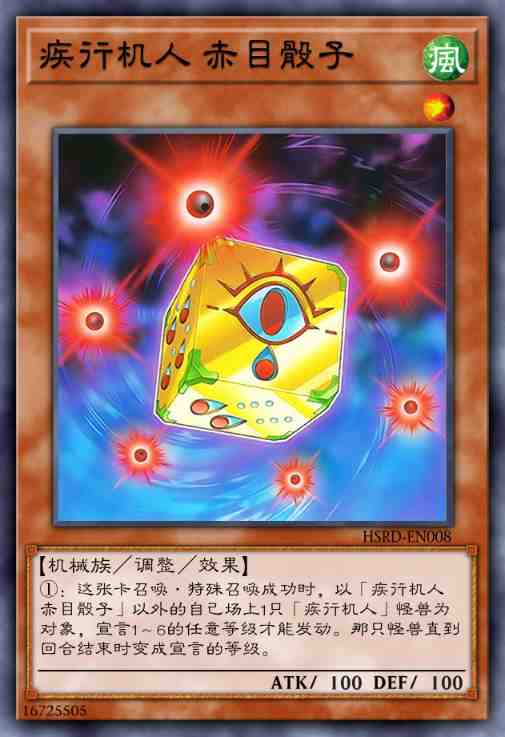 疾行机人 赤目骰子
風
HSRD-EN008
【机械族／调整／效果】
①：这张卡召唤·特殊召唤成功时，以「疾行机人
赤目骰子」以外的自己场上1只「疾行机人」怪兽为
对象，宣言1~6的任意等级才能发动。那只怪兽直到
回合结束时变成宣言的等级。
ATK/ 100 DEF/ 100
16725505